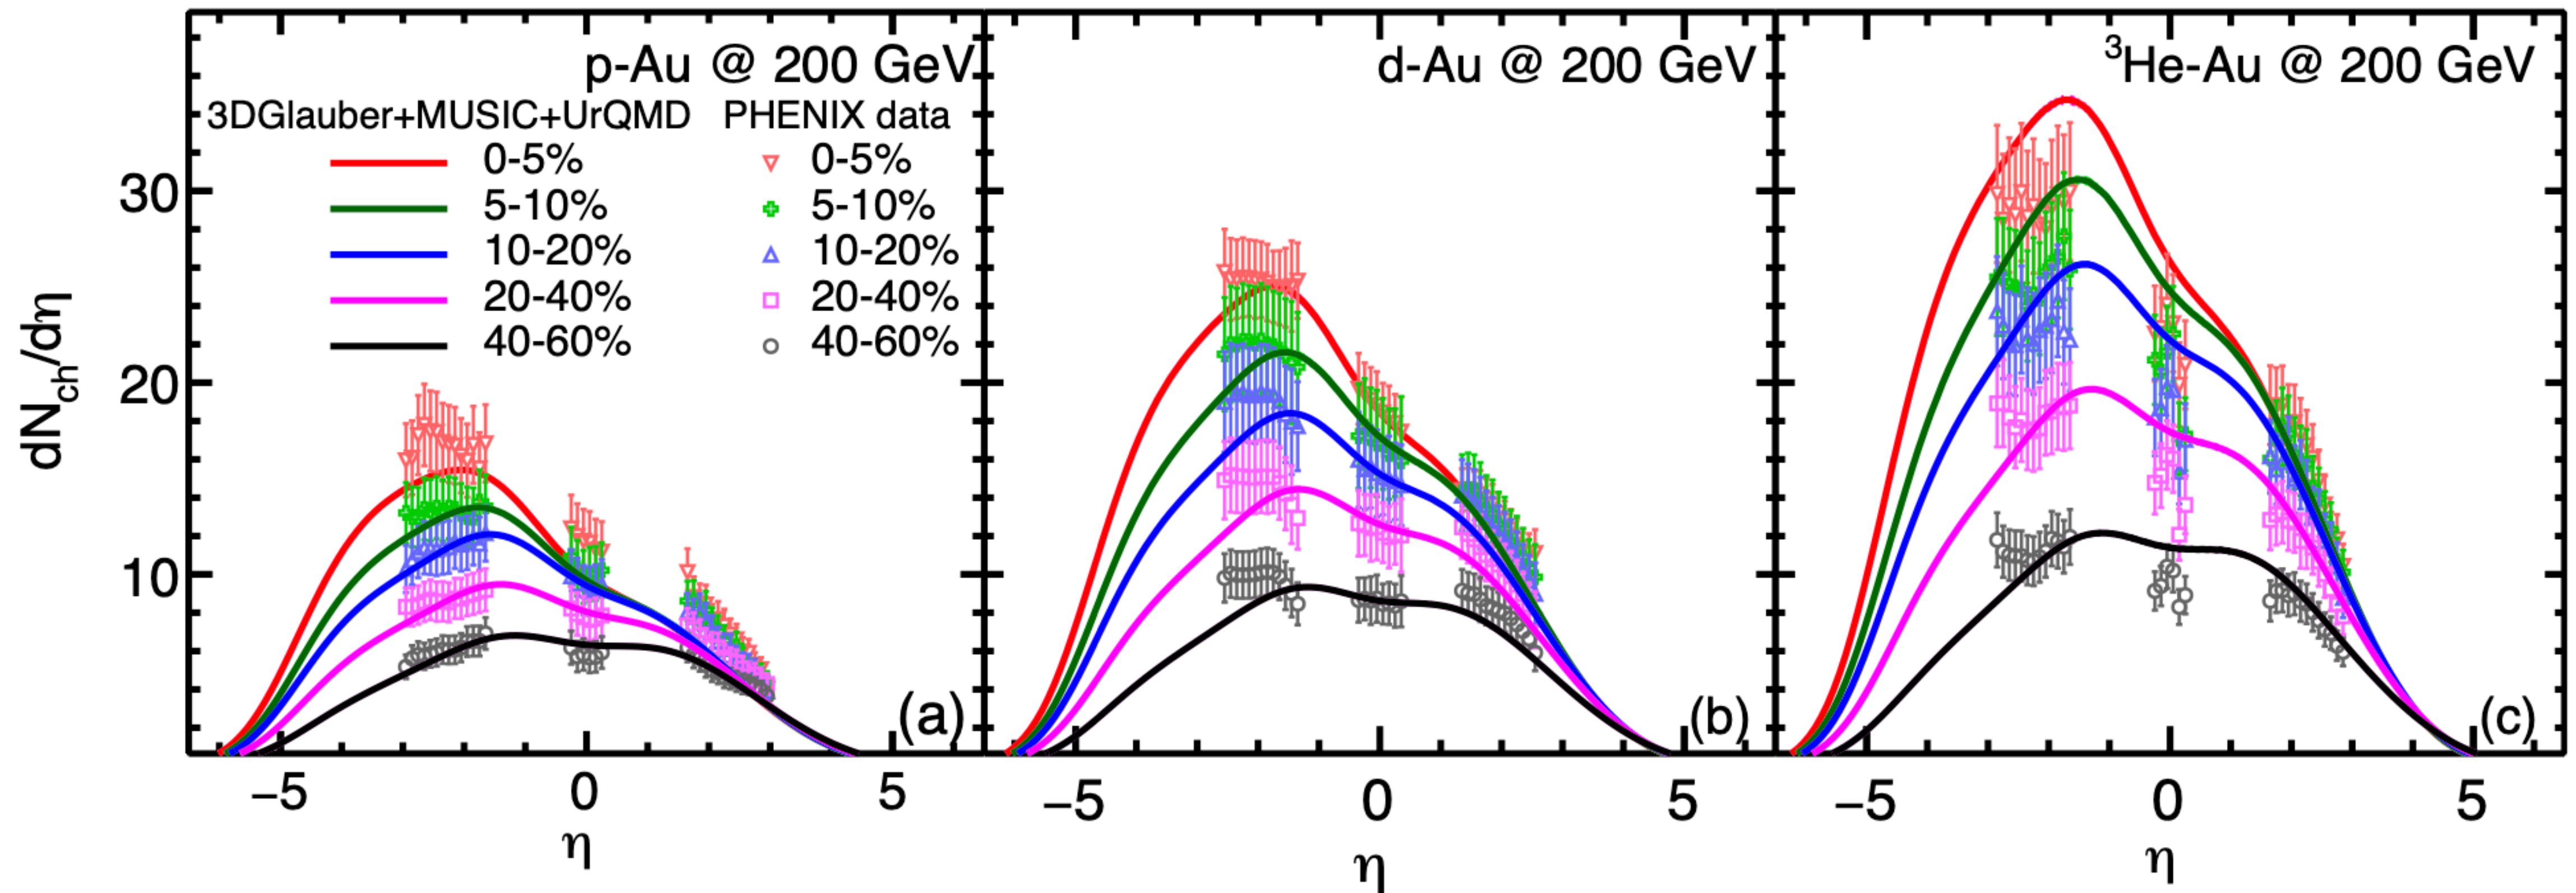 p-Au @ 200 GeV
d-Au @ 200 GeV
³He-Au @ 200 GeV
3DGlauber+MUSIC+UrQMD PHENIX data
0-5% 0-5%
5-10% 5-10%
10-20% 10-20%
20-40% 20-40%
40-60% 40-60%
dN_ch/dη
30
20
10
(a)
(b)
(c)
−5 0 5
−5 0 5
−5 0 5
η
η
η